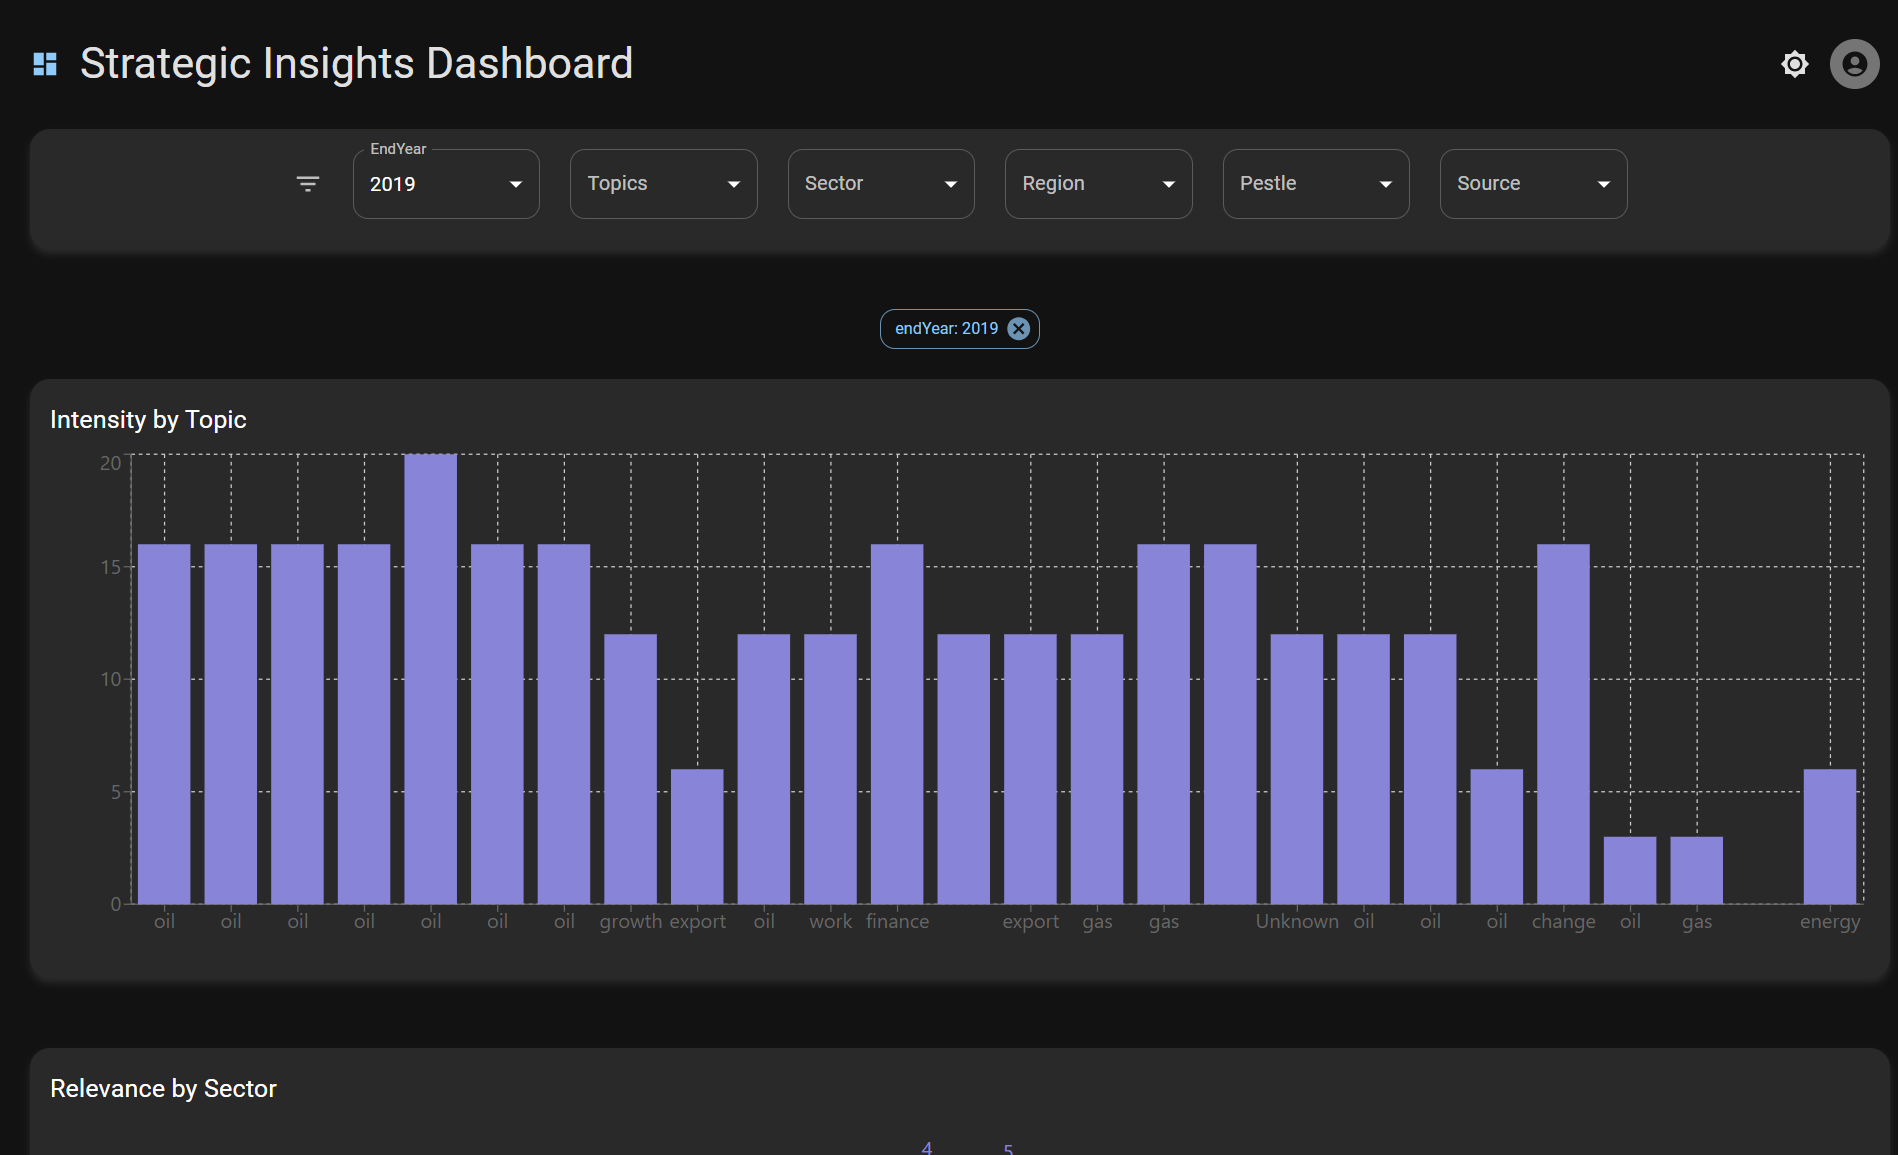 Strategic Insights Dashboard
EndYear
2019
Topics
Sector
Region
Pestle
Source
endYear: 2019
Intensity by Topic
20
15
10
5
0
oil oil oil oil oil oil oil growth export oil work finance export gas gas Unknown oil oil oil change oil gas energy
Relevance by Sector
4 5